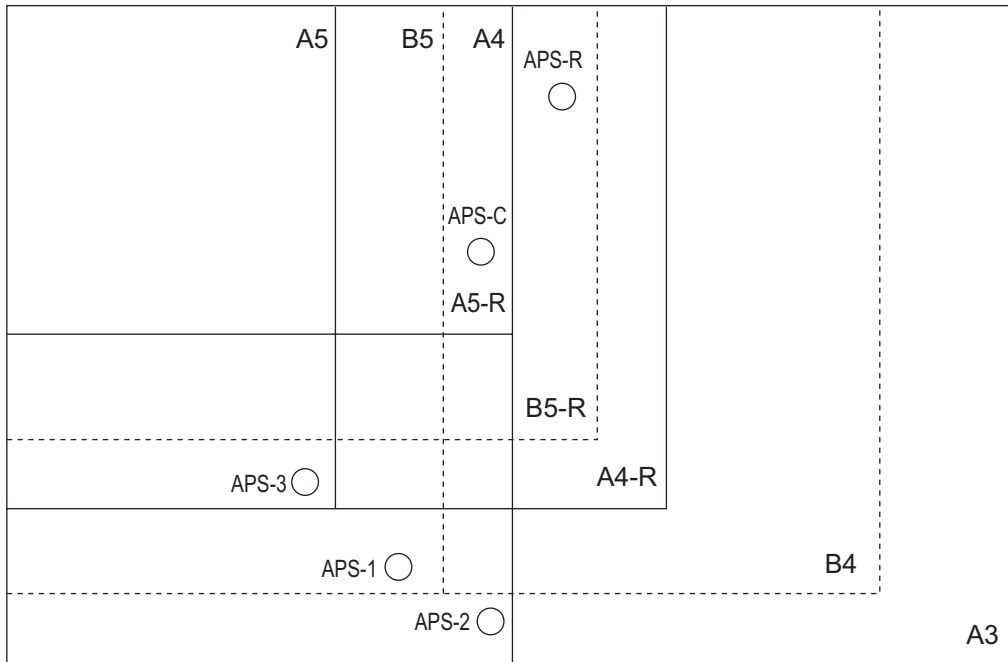 A5
B5
A4
APS-R
APS-C
A5-R
B5-R
APS-3
A4-R
APS-1
B4
APS-2
A3